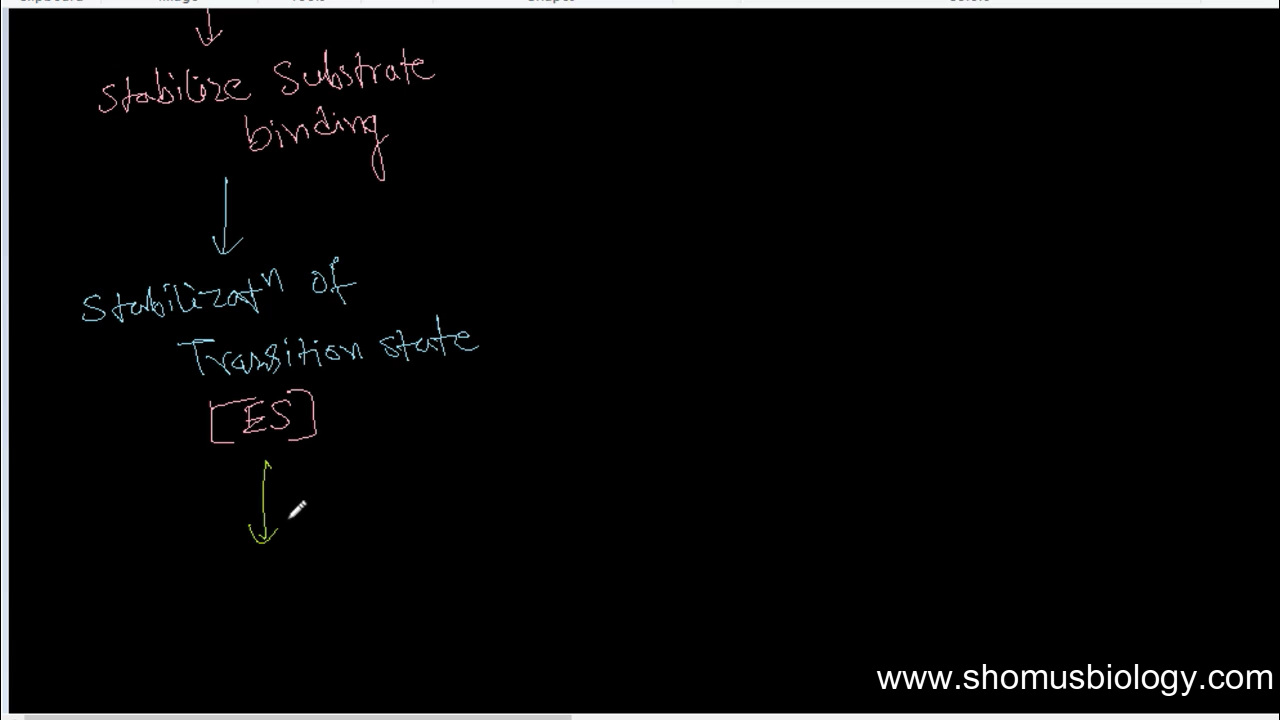 Stabilize Substrate
binding
Stabilizatn of
Transition state
[ES]
www.shomusbiology.com